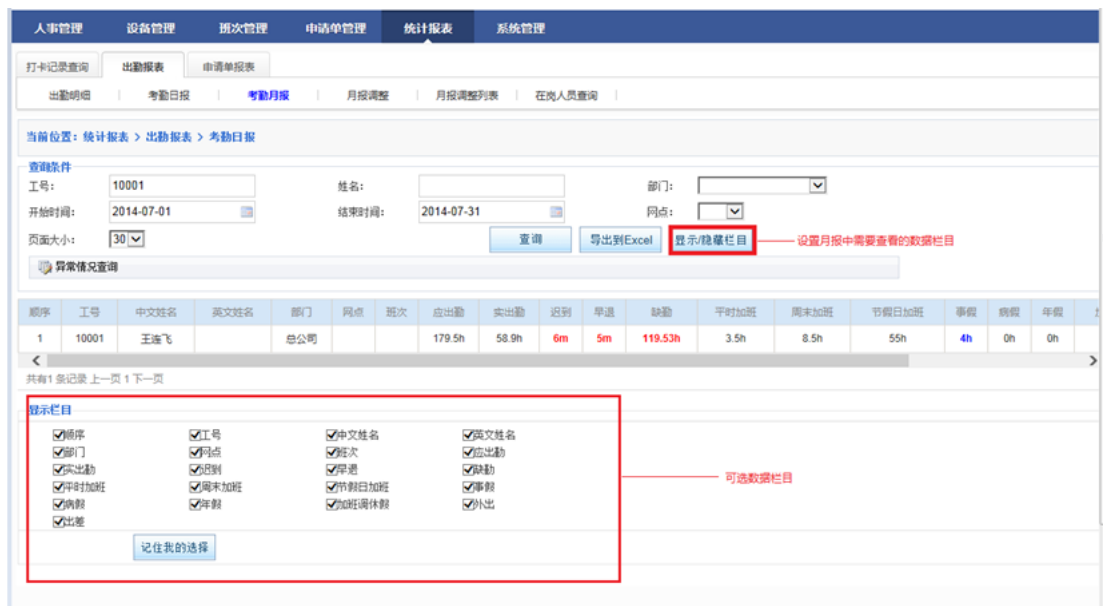 人事管理 设备管理 班次管理 申请单管理 统计报表 系统管理
打卡记录查询 出勤报表 申请单报表
出勤明细 考勤日报 考勤月报 月报调整 月报调整列表 在岗人员查询
当前位置：统计报表 > 出勤报表 > 考勤日报
查询条件
工号： 10001 姓名： 部门：
开始时间： 2014-07-01 结束时间： 2014-07-31 网点：
页面大小： 30 查询 导出到Excel 显示/隐藏栏目 设置月报中需要查看的数据栏目
异常情况查询
顺序 工号 中文姓名 英文姓名 部门 网点 班次 应出勤 实出勤 迟到 早退 缺勤 平时加班 周末加班 节假日加班 事假 病假 年假
1 10001 王连飞 总公司 179.5h 58.9h 6m 5m 119.53h 3.5h 8.5h 55h 4h 0h 0h
共有1 条记录 上一页 1 下一页
显示栏目
顺序 工号 中文姓名 英文姓名
部门 网点 班次 应出勤
实出勤 迟到 早退 缺勤
平时加班 周末加班 节假日加班 事假
病假 年假 加班调休假 外出
出差
可选数据栏目
记住我的选择